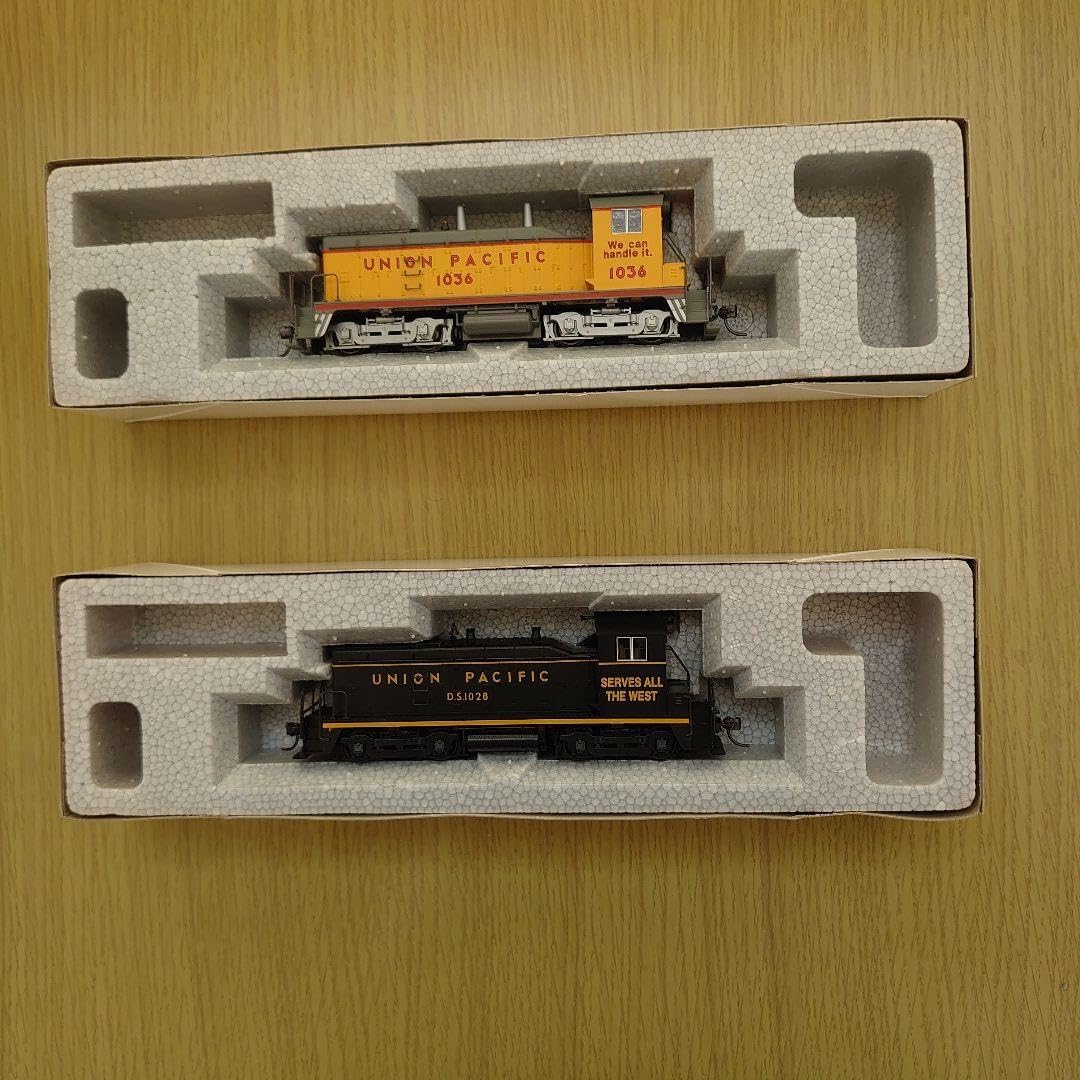 UNION PACIFIC
1036
We can
handle it.
1036
UNION PACIFIC
D.S.1028
SERVES ALL
THE WEST